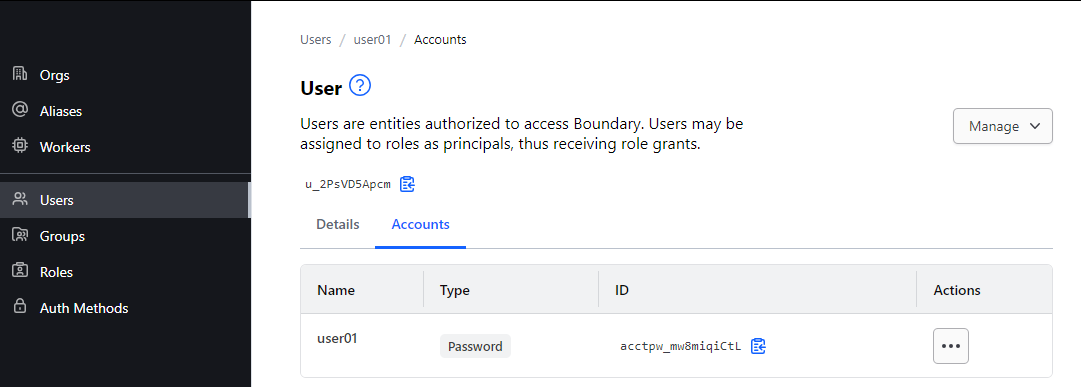 Orgs
Aliases
Workers
Users
Groups
Roles
Auth Methods
Users / user01 / Accounts
User ?
Users are entities authorized to access Boundary. Users may
be assigned to roles as principals, thus receiving role grants.
Manage
u_2PsVD5Apcm
Details Accounts
Name Type ID Actions
user01 Password acctpw_mw8miqiCtL